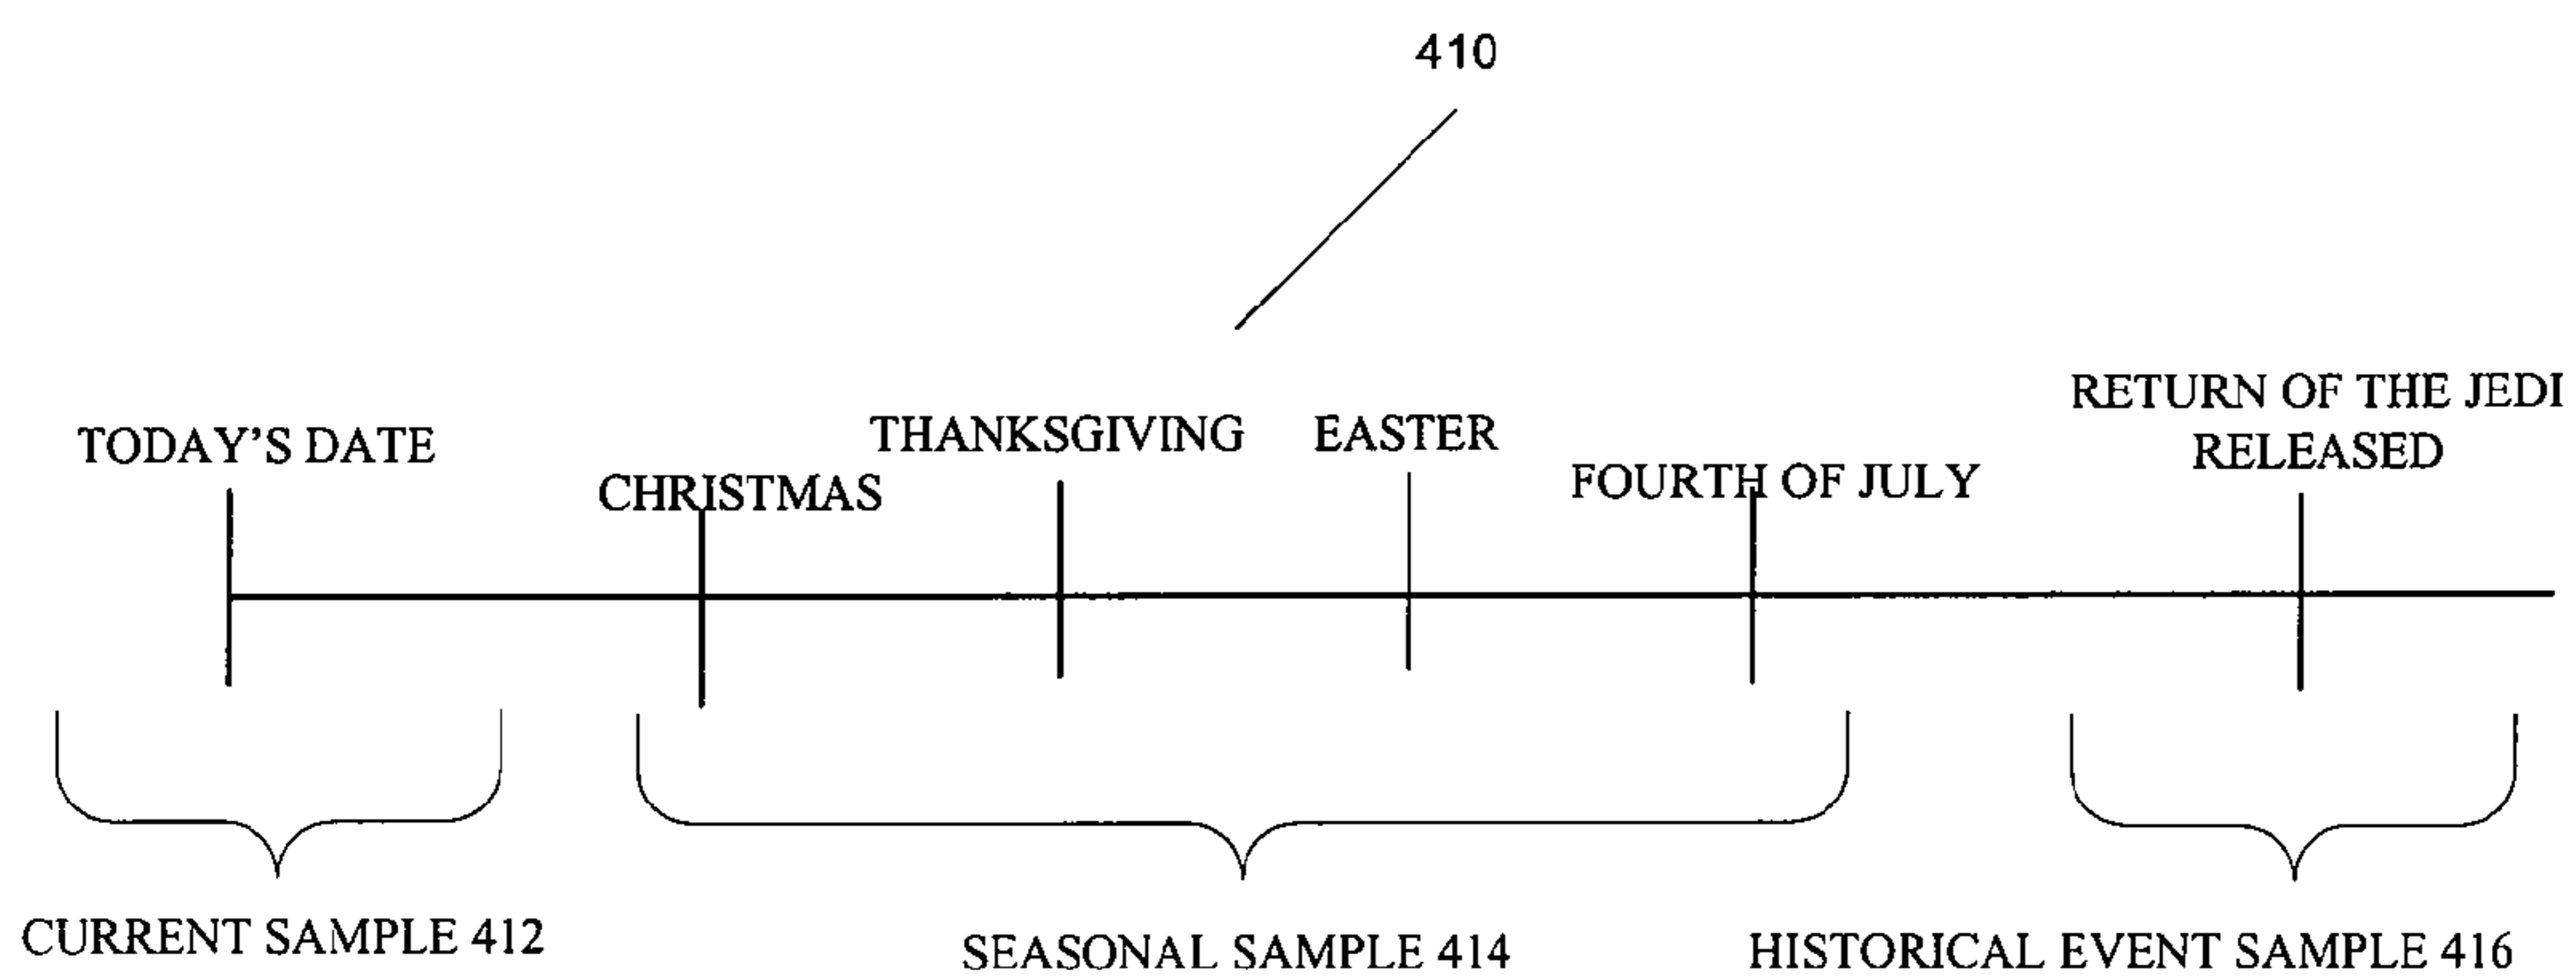 410
TODAY'S DATE
CHRISTMAS
THANKSGIVING
EASTER
FOURTH OF JULY
RETURN OF THE JEDI
RELEASED
CURRENT SAMPLE 412
SEASONAL SAMPLE 414
HISTORICAL EVENT SAMPLE 416